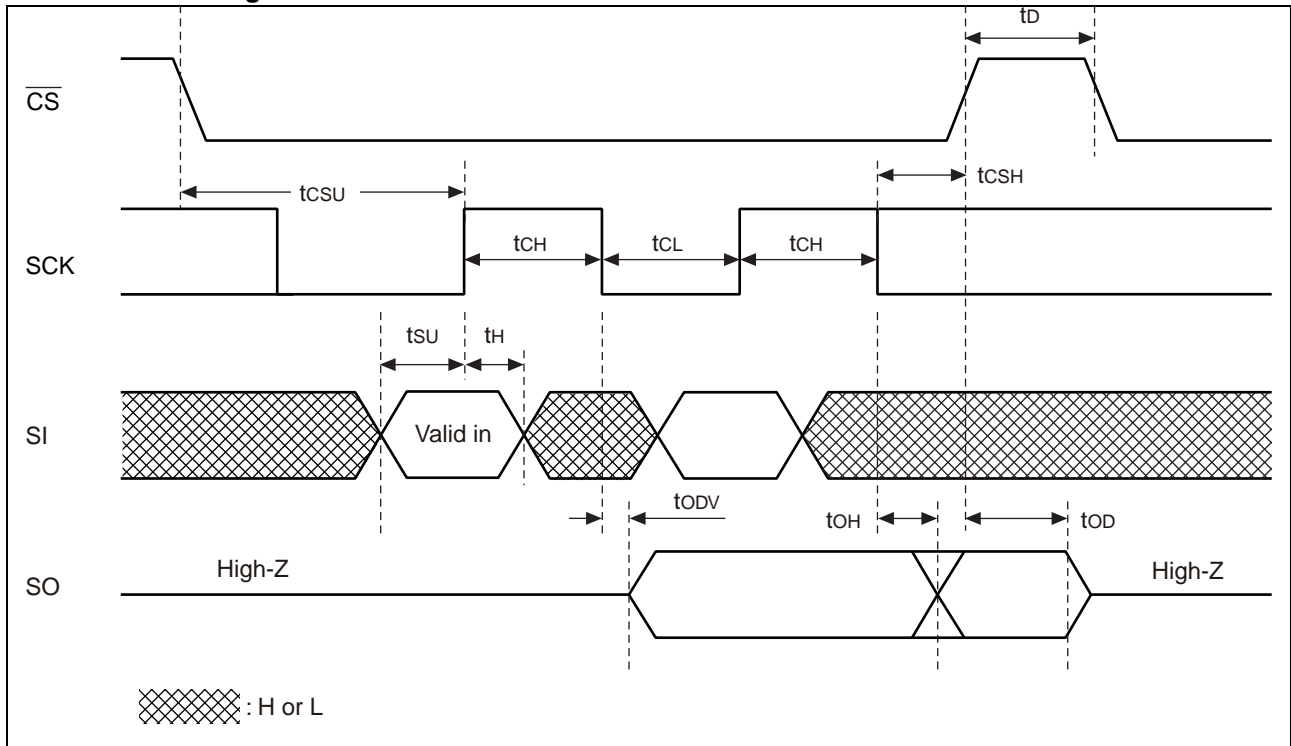 tD
CS
tCSU
tCSH
SCK
tCH
tCL
tCH
tSU
tH
SI
Valid in
tODV
tOH
tOD
SO
High-Z
High-Z
: H or L